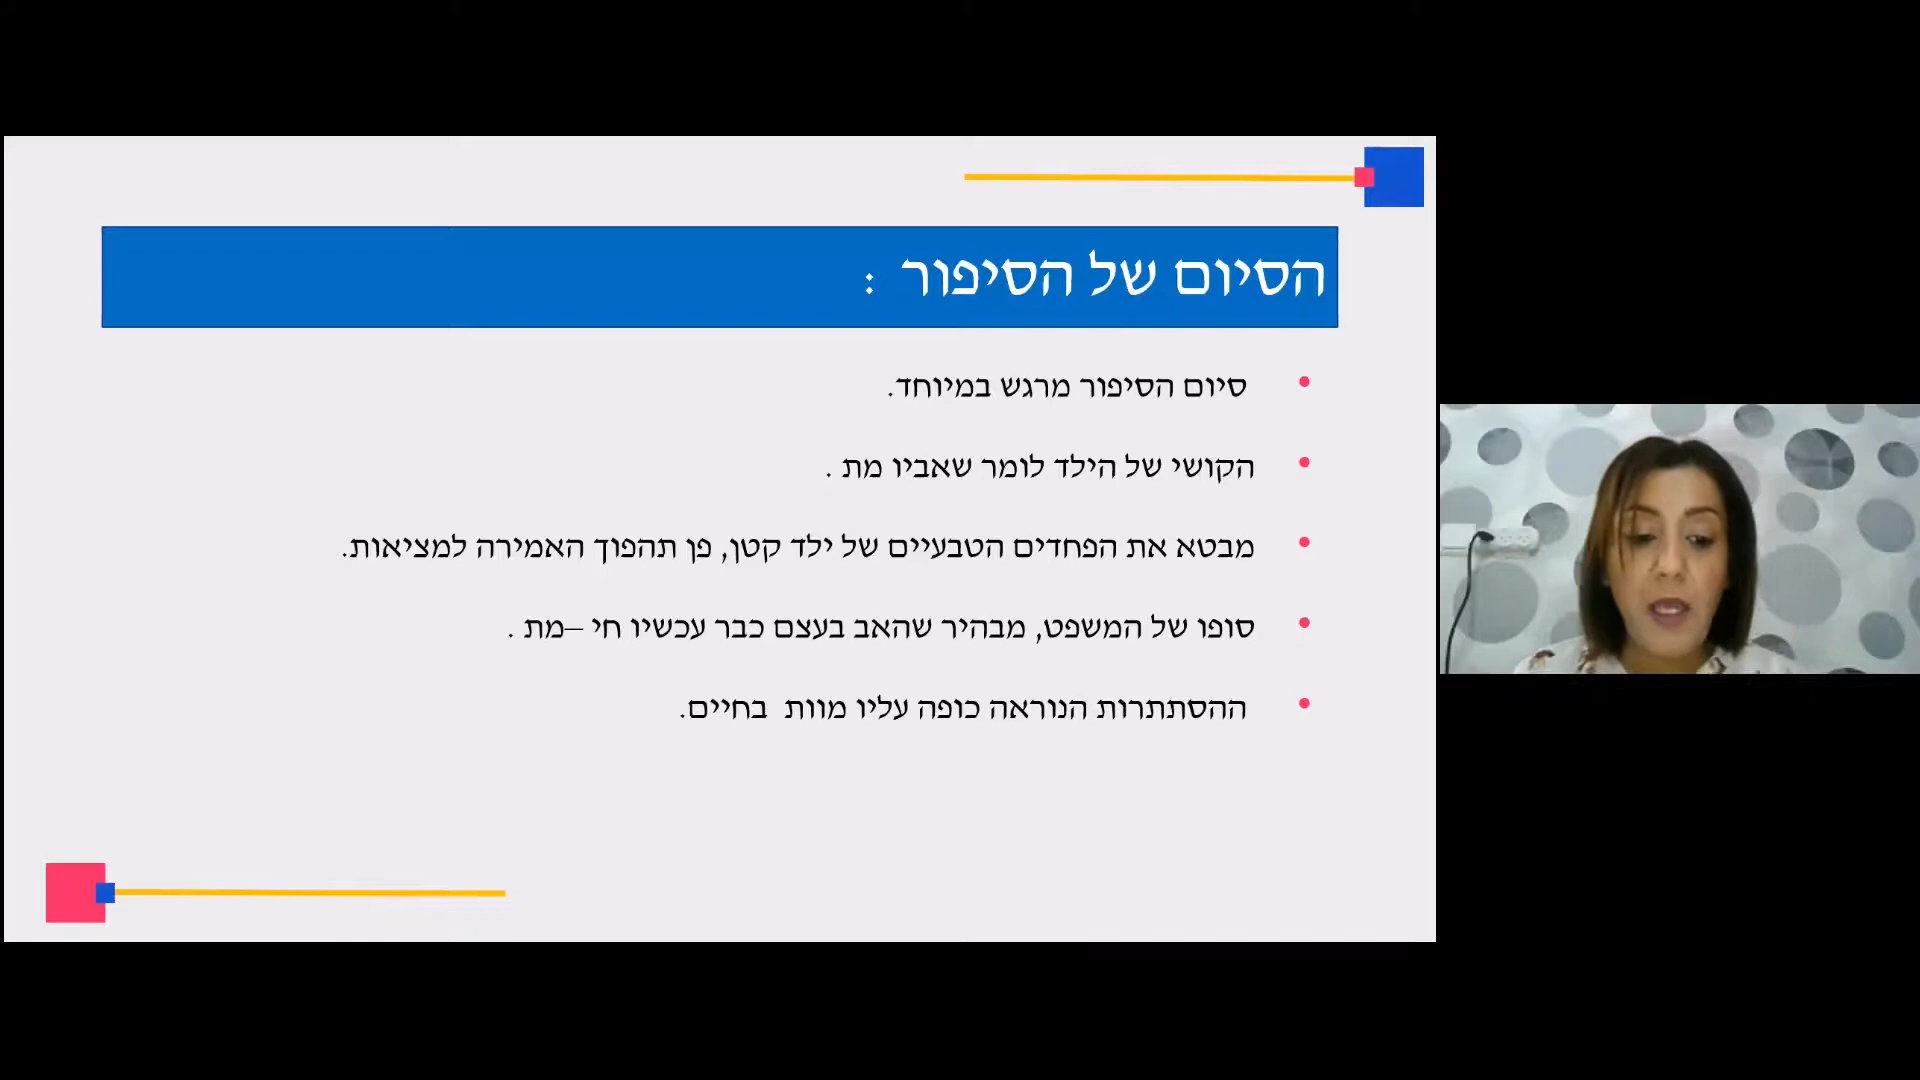 הסיום של הסיפור :
• סיום הסיפור מרגש במיוחד.
• הקושי של הילד לומר שאביו מת .
• מבטא את הפחדים הטבעיים של ילד קטן, פן תהפוך האמירה למציאות.
• סופו של המשפט, מבהיר שהאב בעצם כבר עכשיו חי –מת .
• ההסתתרות הנוראה כופה עליו מוות בחיים.